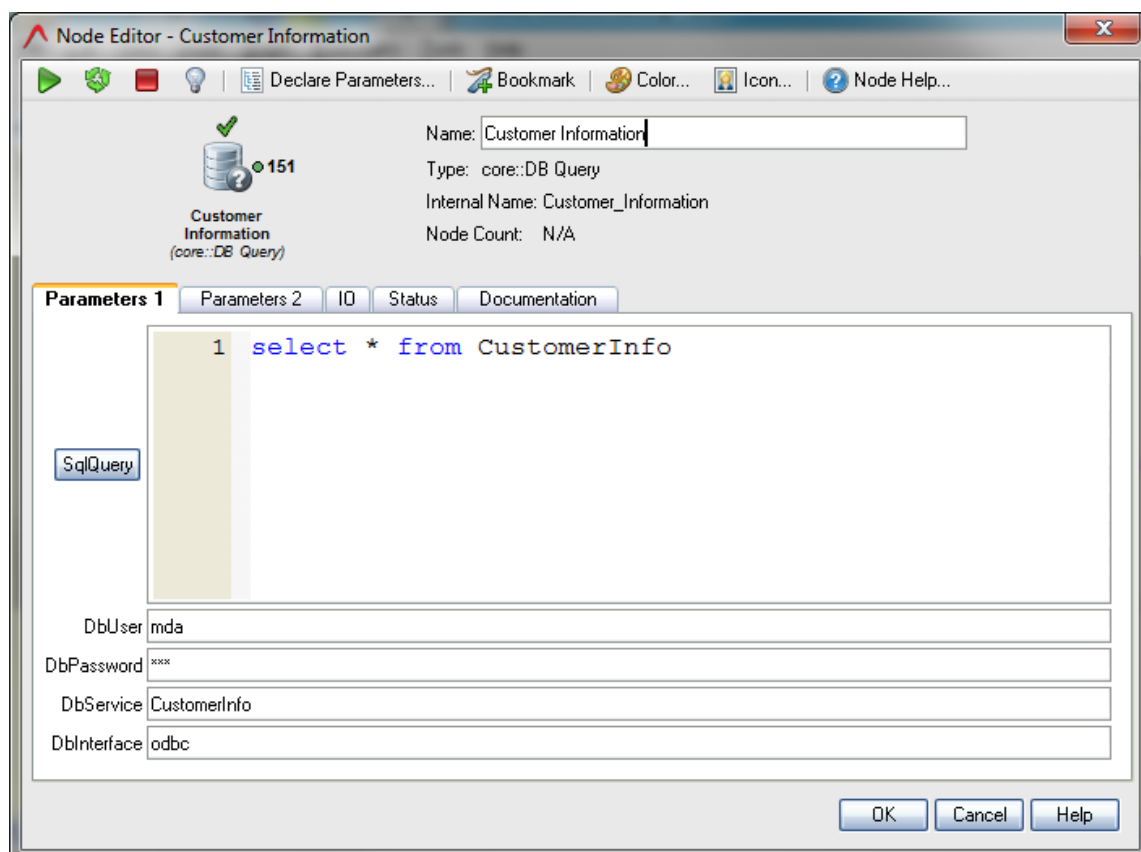 Node Editor - Customer Information
Declare Parameters... Bookmark Color... Icon... Node Help...
151
Customer
Information
(core::DB Query)
Name: Customer Information
Type: core::DB Query
Internal Name: Customer_Information
Node Count: N/A
Parameters 1 Parameters 2 IO Status Documentation
1 select * from CustomerInfo
SqlQuery
DbUser mda
DbPassword ***
DbService CustomerInfo
DbInterface odbc
OK Cancel Help